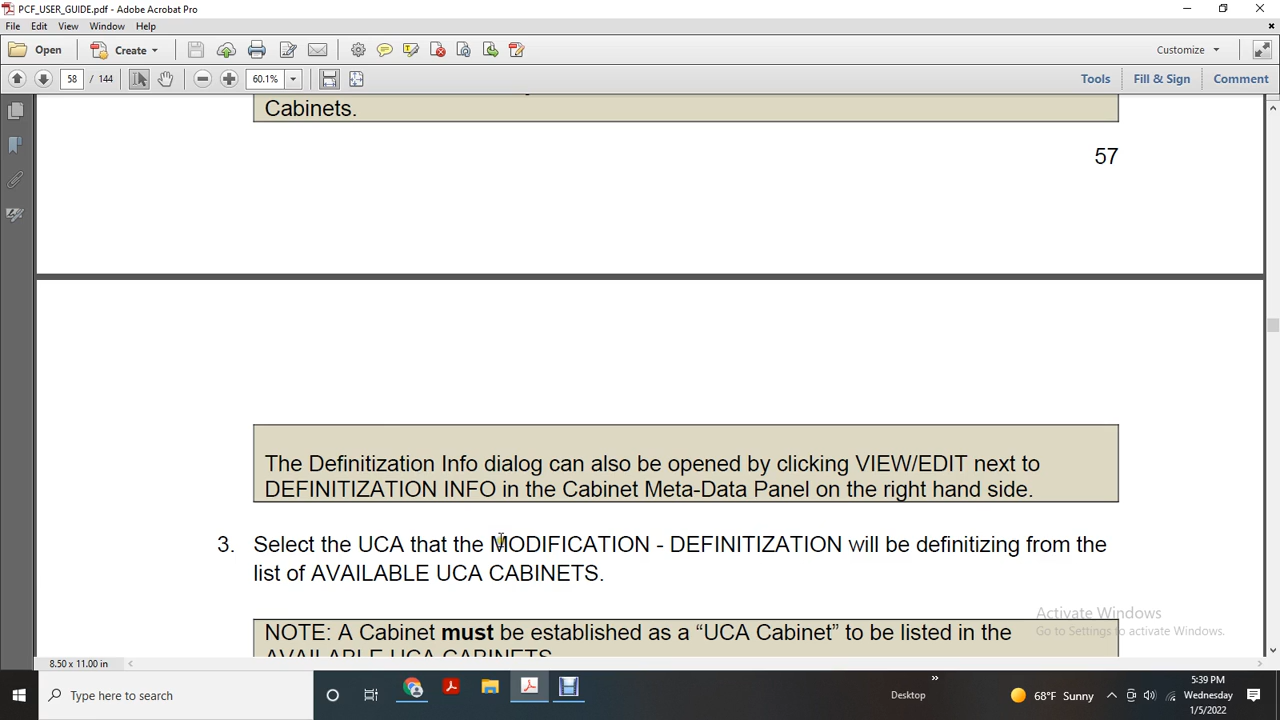 PCF_USER_GUIDE.pdf - Adobe Acrobat Pro
File Edit View Window Help
Open Create Customize
58 / 144 60.1% Tools Fill & Sign Comment
Cabinets.
57
The Definitization Info dialog can also be opened by clicking VIEW/EDIT next to
DEFINITIZATION INFO in the Cabinet Meta-Data Panel on the right hand side.
3. Select the UCA that the MODIFICATION - DEFINITIZATION will be definitizing from the
list of AVAILABLE UCA CABINETS.
NOTE: A Cabinet must be established as a “UCA Cabinet” to be listed in the
AVAILABLE UCA CABINETS
Activate Windows
Go to Settings to activate Windows.
8.50 x 11.00 in
Type here to search
Desktop
68°F Sunny
5:39 PM
Wednesday
1/5/2022